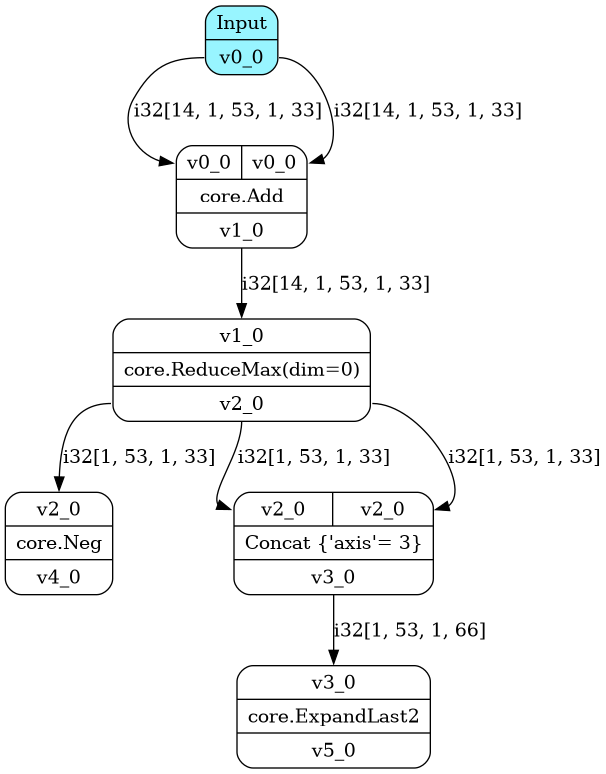 Input
v0_0
i32[14, 1, 53, 1, 33] i32[14, 1, 53, 1, 33]
v0_0 v0_0
core.Add
v1_0
i32[14, 1, 53, 1, 33]
v1_0
core.ReduceMax(dim=0)
v2_0
i32[1, 53, 1, 33] i32[1, 53, 1, 33] i32[1, 53, 1, 33]
v2_0
core.Neg
v4_0
v2_0 v2_0
Concat {'axis'= 3}
v3_0
i32[1, 53, 1, 66]
v3_0
core.ExpandLast2
v5_0